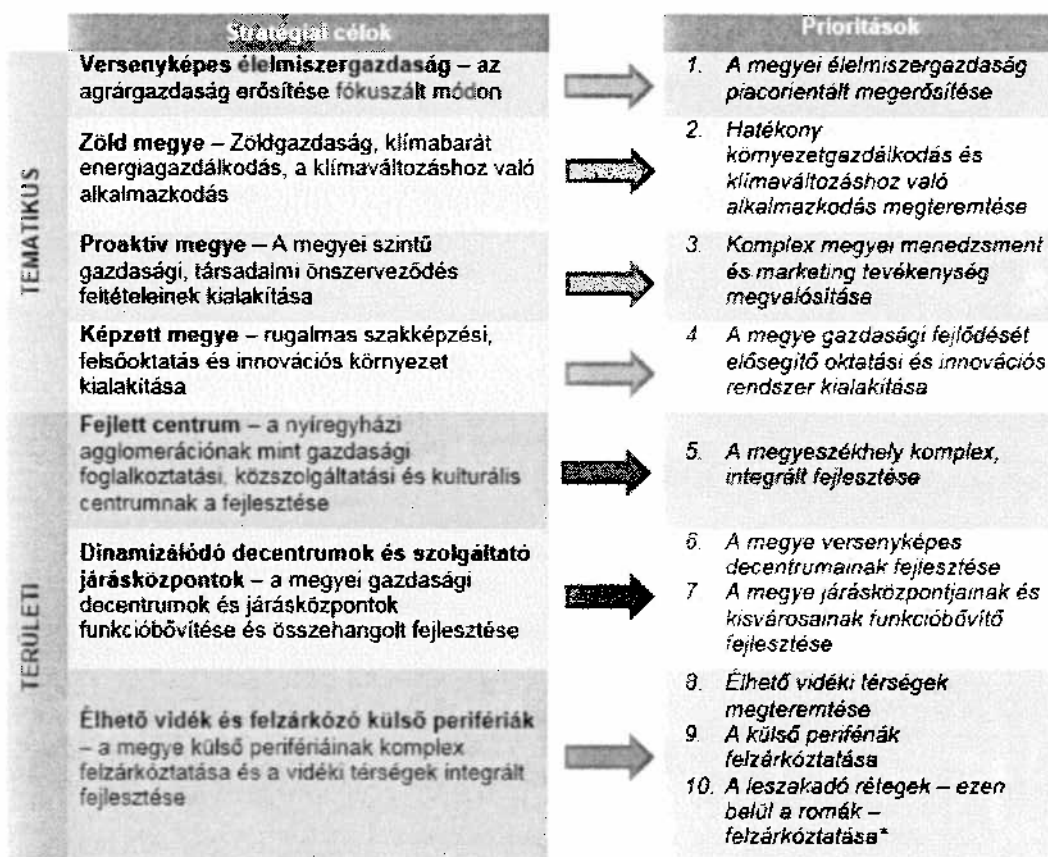 Stratégiai célok
Prioritások
TEMATIKUS
Versenyképes élelmiszergazdaság – az
agrárgazdaság erősítése fókuszált módon
1. A megyei élelmiszergazdaság
piacorientált megerősítése
Zöld megye – Zöldgazdaság, klímabarát
energiagazdálkodás, a klímaváltozáshoz való
alkalmazkodás
2. Hatékony
környezetgazdálkodás és
klímaváltozáshoz való
alkalmazkodás megteremtése
Proaktív megye – A megyei szintű
gazdasági, társadalmi önszerveződés
feltételeinek kialakítása
3. Komplex megyei menedzsment
és marketing tevékenység
megvalósítása
Képzett megye – rugalmas szakképzési,
felsőoktatás és innovációs környezet
kialakítása
4 A megye gazdasági fejlődését
elősegítő oktatási és innovációs
rendszer kialakítása
TERÜLETI
Fejlett centrum – a nyíregyházi
agglomerációnak mint gazdasági
foglalkoztatási, közszolgáltatási és kulturális
centrumnak a fejlesztése
5. A megyeszékhely komplex,
integrált fejlesztése
Dinamizálódó decentrumok és szolgáltató
járásközpontok – a megyei gazdasági
decentrumok és járásközpontok
funkcióbővítése és összehangolt fejlesztése
6. A megye versenyképes
decentrumainak fejlesztése
7 A megye járásközpontjainak és
kisvárosainak funkcióbővítő
fejlesztése
Élhető vidék és felzárkózó külső perifériák
– a megye külső perifériáinak komplex
felzárkóztatása és a vidéki térségek integrált
fejlesztése
8. Élhető vidéki térségek
megteremtése
9. A külső perifériák
felzárkóztatása
10. A leszakadó rétegek – ezen
belül a romák –
felzárkóztatása*